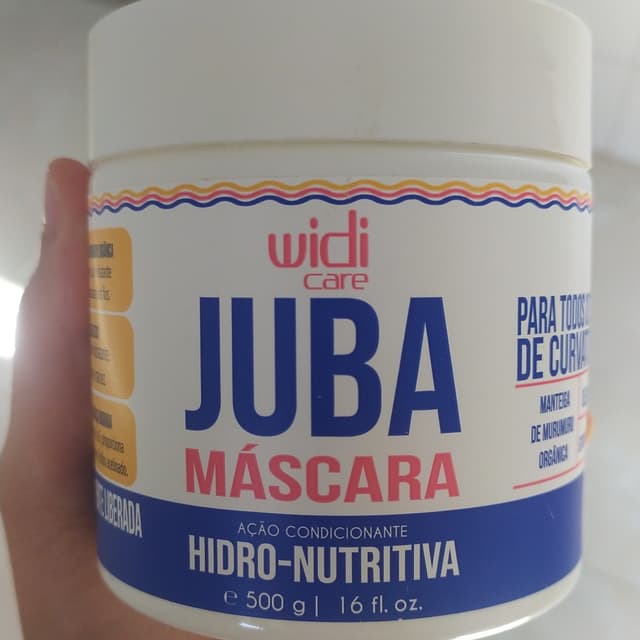 widi
care
JUBA
MÁSCARA
AÇÃO CONDICIONANTE
HIDRO-NUTRITIVA
℮ 500 g | 16 fl. oz.
PARA TODOS
DE
MANTEIGA
DE MURUMURU
ORGÂNICA
LIBERADA